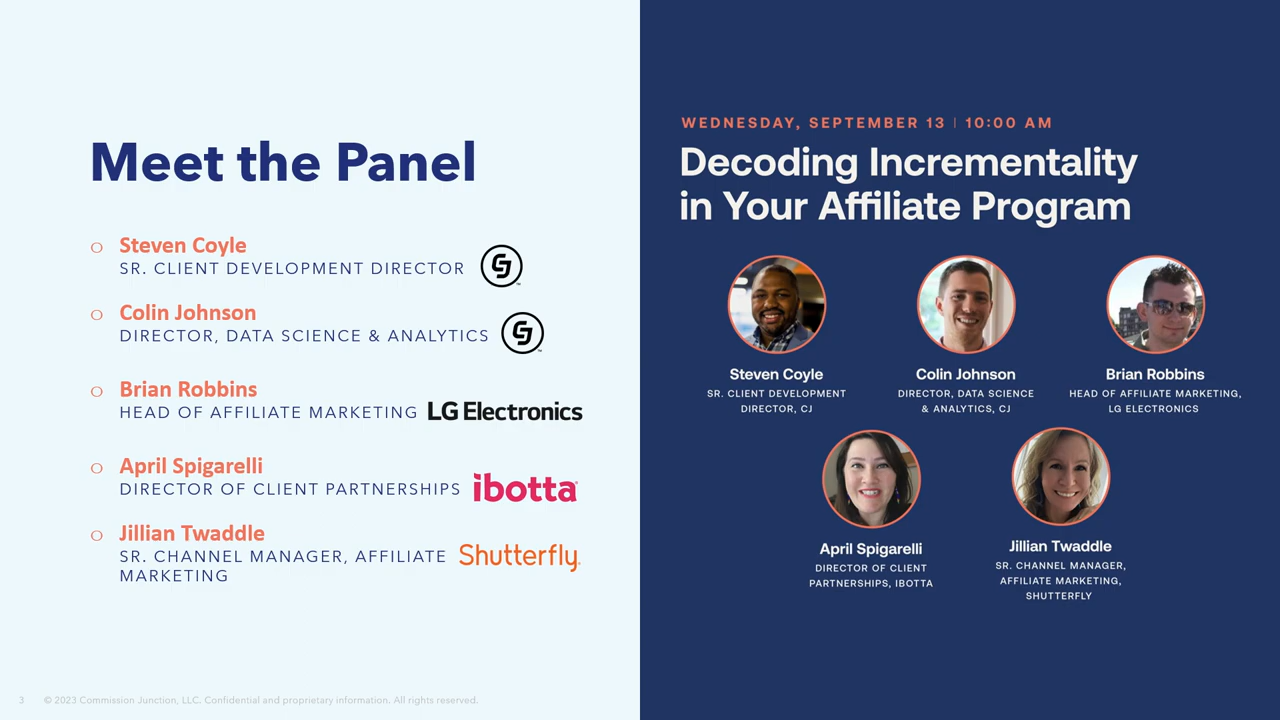 Meet the Panel
Steven Coyle
SR. CLIENT DEVELOPMENT DIRECTOR
CJ
Colin Johnson
DIRECTOR, DATA SCIENCE & ANALYTICS
CJ
Brian Robbins
HEAD OF AFFILIATE MARKETING
LG Electronics
April Spigarelli
DIRECTOR OF CLIENT PARTNERSHIPS
ibotta
Jillian Twaddle
SR. CHANNEL MANAGER, AFFILIATE
MARKETING
Shutterfly
3 © 2023 Commission Junction, LLC. Confidential and proprietary information. All rights reserved.
WEDNESDAY, SEPTEMBER 13 | 10:00 AM
Decoding Incrementality
in Your Affiliate Program
Steven Coyle
SR. CLIENT DEVELOPMENT
DIRECTOR, CJ
Colin Johnson
DIRECTOR, DATA SCIENCE
& ANALYTICS, CJ
Brian Robbins
HEAD OF AFFILIATE MARKETING,
LG ELECTRONICS
April Spigarelli
DIRECTOR OF CLIENT
PARTNERSHIPS, IBOTTA
Jillian Twaddle
SR. CHANNEL MANAGER,
AFFILIATE MARKETING,
SHUTTERFLY